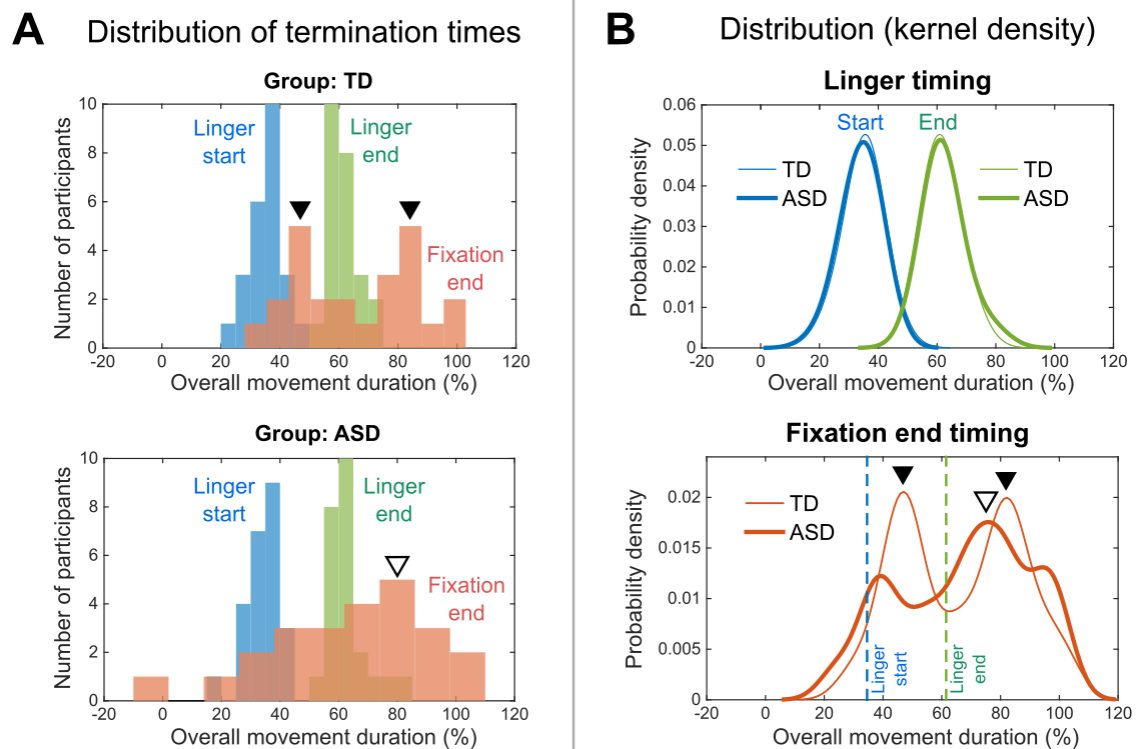 A Distribution of termination times
Group: TD
10
8
6
4
2
0
Number of participants
Linger
start
Linger
end
Fixation
end
-20 0 20 40 60 80 100 120
Overall movement duration (%)
Group: ASD
10
8
6
4
2
0
Number of participants
Linger
start
Linger
end
Fixation
end
-20 0 20 40 60 80 100 120
Overall movement duration (%)
B Distribution (kernel density)
Linger timing
0.06
0.05
0.04
0.03
0.02
0.01
0
Probability density
Start End
TD
ASD
TD
ASD
-20 0 20 40 60 80 100 120
Overall movement duration (%)
Fixation end timing
0.02
0.015
0.01
0.005
0
Probability density
TD
ASD
Linger
start
Linger
end
-20 0 20 40 60 80 100 120
Overall movement duration (%)